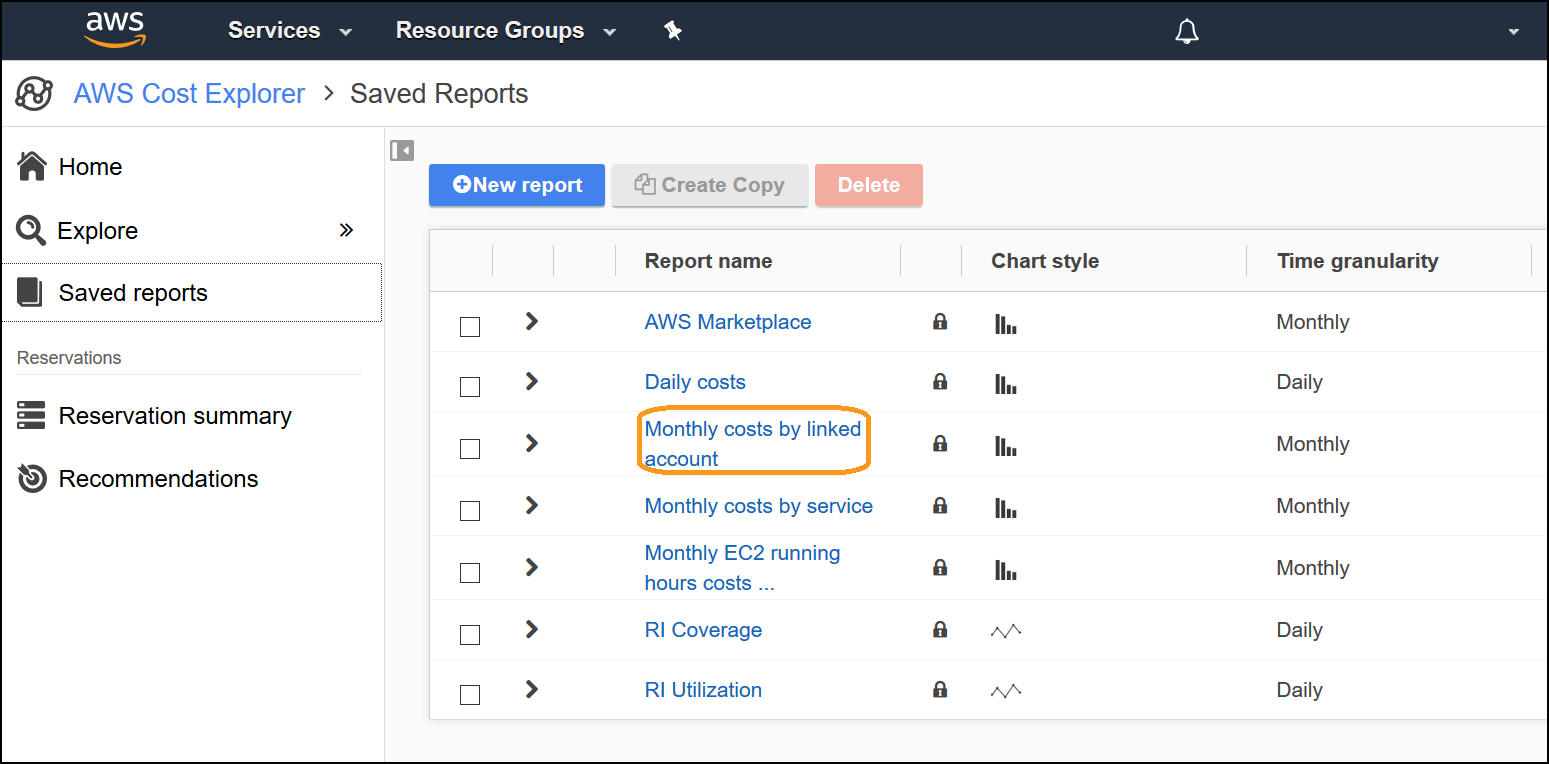 aws Services Resource Groups
AWS Cost Explorer > Saved Reports
Home
Explore »
Saved reports
Reservations
Reservation summary
Recommendations
New report Create Copy Delete
Report name Chart style Time granularity
AWS Marketplace Monthly
Daily costs Daily
Monthly costs by linked
account Monthly
Monthly costs by service Monthly
Monthly EC2 running
hours costs ... Monthly
RI Coverage Daily
RI Utilization Daily